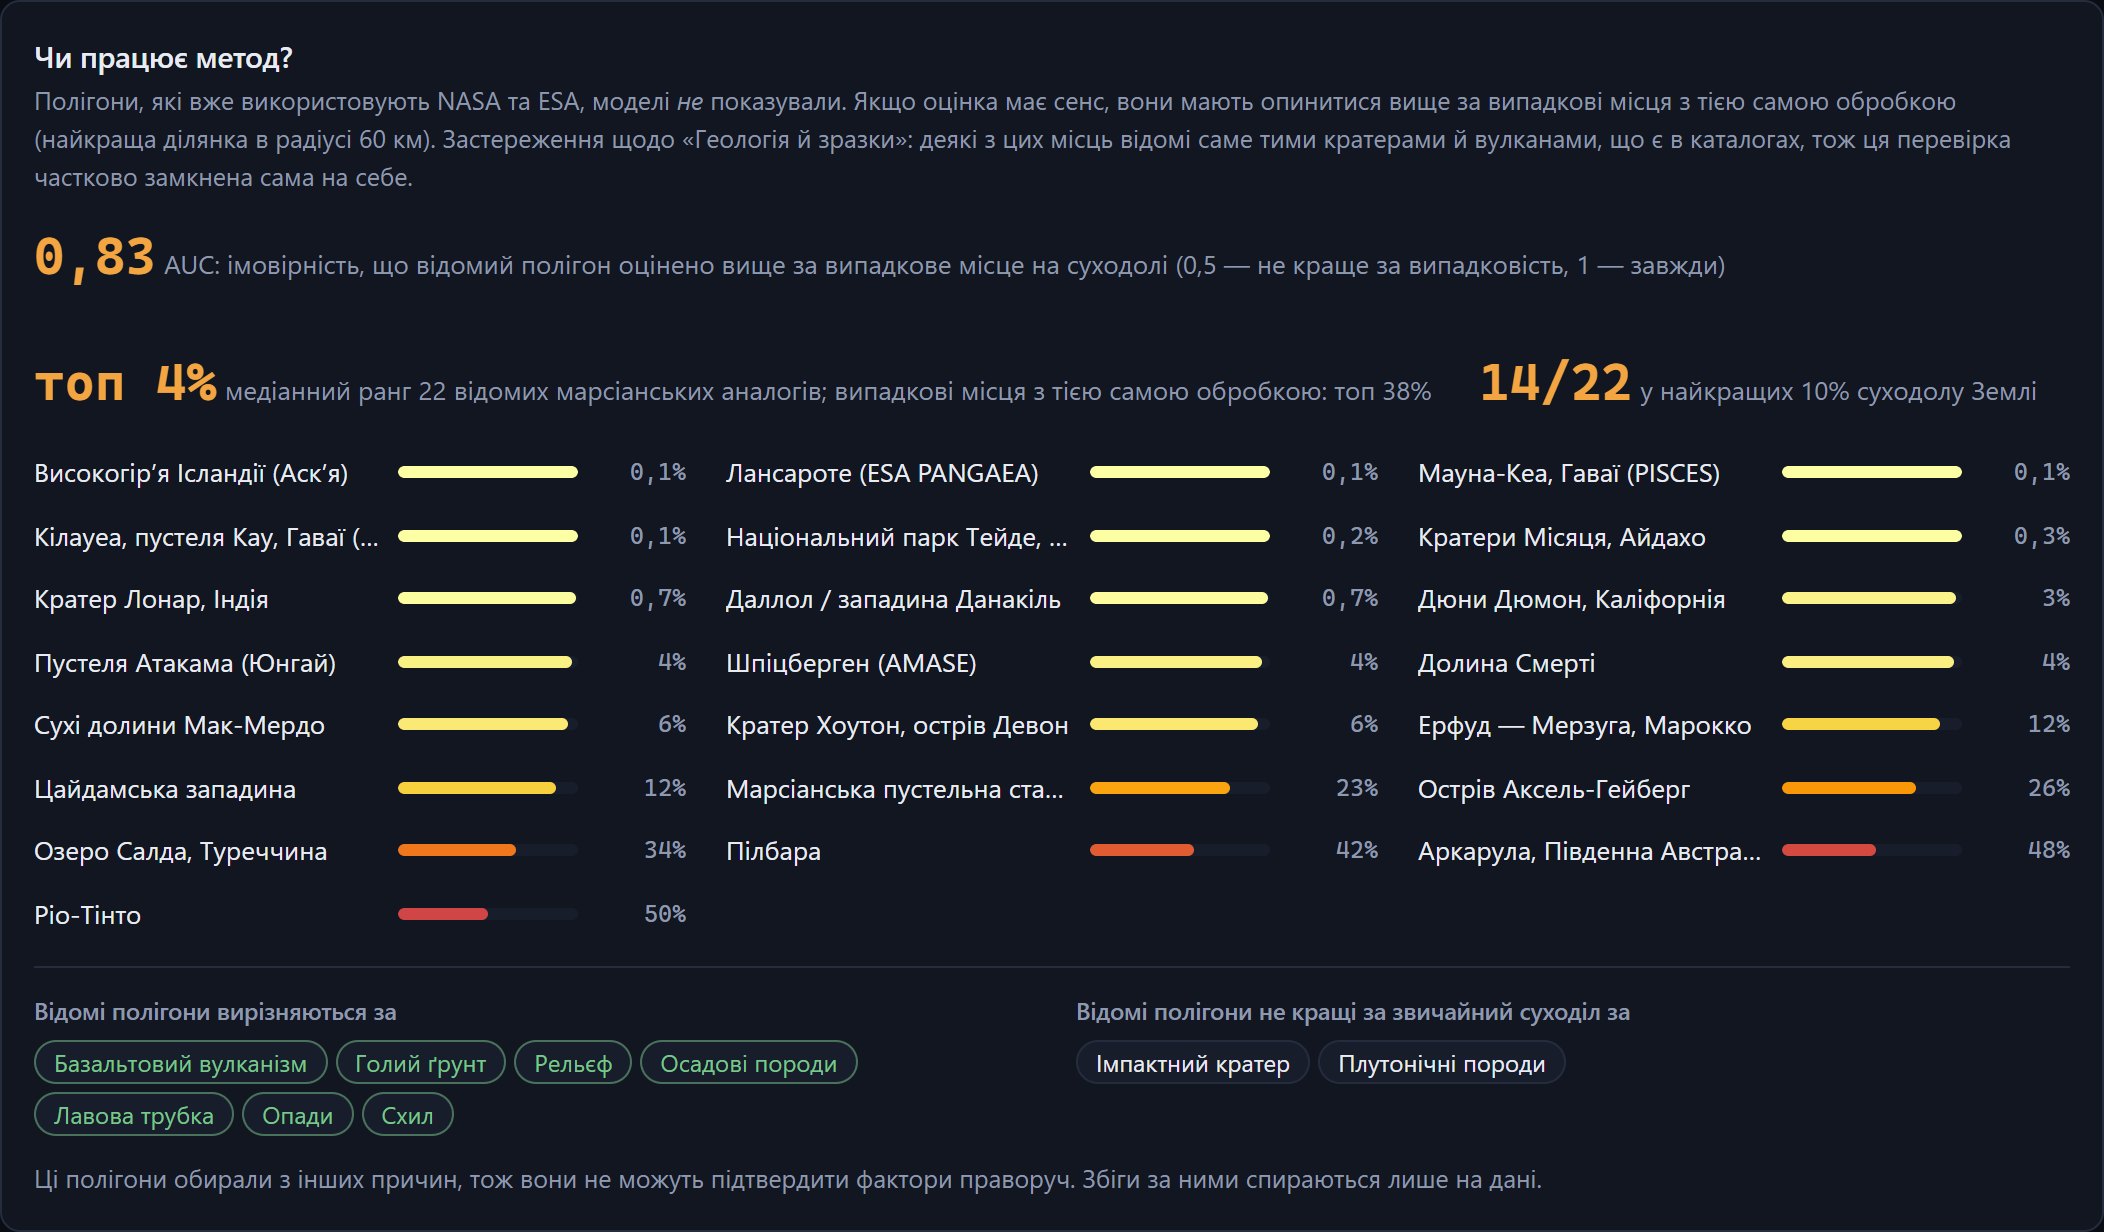 Чи працює метод?
Полігони, які вже використовують NASA та ESA, моделі не показували. Якщо оцінка має сенс, вони мають опинитися вище за випадкові місця з тією самою обробкою
(найкраща ділянка в радіусі 60 км). Застереження щодо «Геологія й зразки»: деякі з цих місць відомі саме тими кратерами й вулканами, що є в каталогах, тож ця перевірка
частково замкнена сама на себе.
0,83 AUC: імовірність, що відомий полігон оцінено вище за випадкове місце на суходолі (0,5 — не краще за випадковість, 1 — завжди)
топ 4% медіанний ранг 22 відомих марсіанських аналогів; випадкові місця з тією самою обробкою: топ 38% 14/22 у найкращих 10% суходолу Землі
Високогір’я Ісландії (Аск’я) 0,1% Лансароте (ESA PANGAEA) 0,1% Мауна-Кеа, Гаваї (PISCES) 0,1%
Кілауеа, пустеля Кау, Гаваї (... 0,1% Національний парк Тейде, ... 0,2% Кратери Місяця, Айдахо 0,3%
Кратер Лонар, Індія 0,7% Даллол / западина Данакіль 0,7% Дюни Дюмон, Каліфорнія 3%
Пустеля Атакама (Юнгай) 4% Шпіцберген (AMASE) 4% Долина Смерті 4%
Сухі долини Мак-Мердо 6% Кратер Хоутон, острів Девон 6% Ерфуд — Мерзуга, Марокко 12%
Цайдамська западина 12% Марсіанська пустельна ста... 23% Острів Аксель-Гейберг 26%
Озеро Салда, Туреччина 34% Пілбара 42% Аркарула, Південна Австра... 48%
Ріо-Тінто 50%
Відомі полігони вирізняються за
Базальтовий вулканізм Голий ґрунт Рельєф Осадові породи
Лавова трубка Опади Схил
Відомі полігони не кращі за звичайний суходіл за
Імпактний кратер Плутонічні породи
Ці полігони обирали з інших причин, тож вони не можуть підтвердити фактори праворуч. Збіги за ними спираються лише на дані.